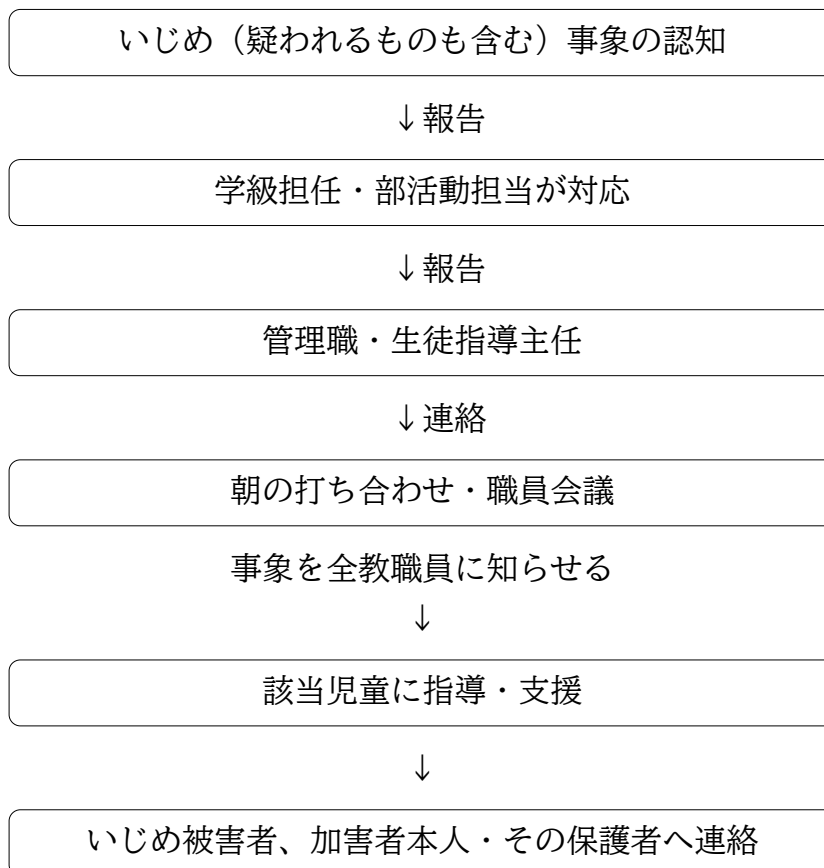 いじめ（疑われるものも含む）事象の認知
↓報告
学級担任・部活動担当が対応
↓報告
管理職・生徒指導主任
↓連絡
朝の打ち合わせ・職員会議
事象を全教職員に知らせる
↓
該当児童に指導・支援
↓
いじめ被害者、加害者本人・その保護者へ連絡